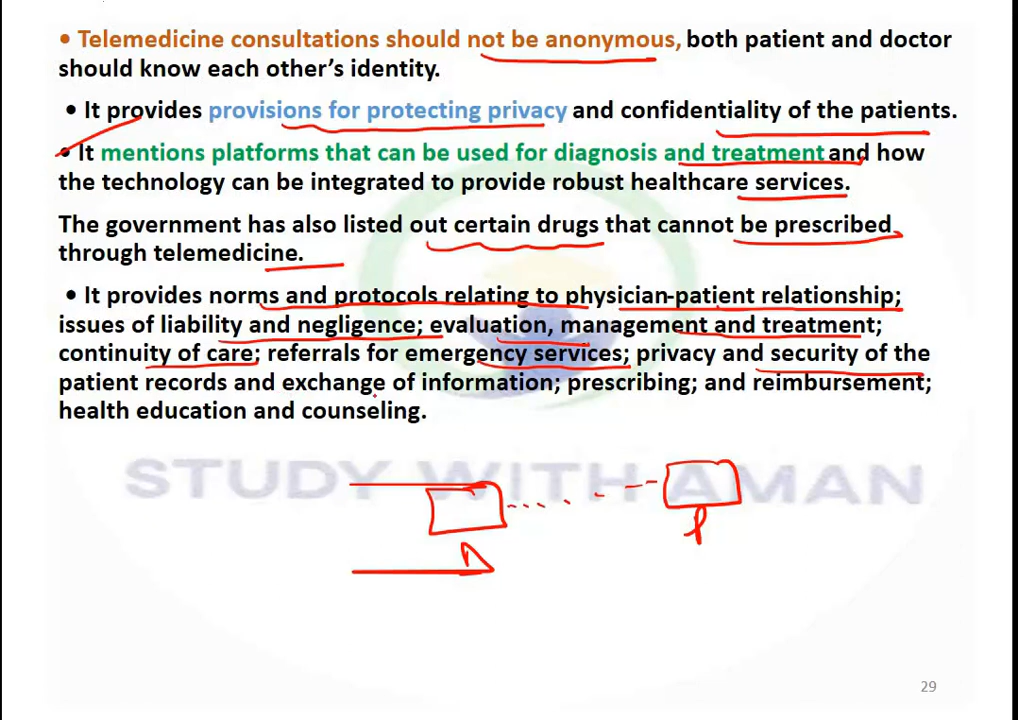 • Telemedicine consultations should not be anonymous, both patient and doctor
should know each other's identity.
• It provides provisions for protecting privacy and confidentiality of the patients.
• It mentions platforms that can be used for diagnosis and treatment and how
the technology can be integrated to provide robust healthcare services.
The government has also listed out certain drugs that cannot be prescribed
through telemedicine.
• It provides norms and protocols relating to physician-patient relationship;
issues of liability and negligence; evaluation, management and treatment;
continuity of care; referrals for emergency services; privacy and security of the
patient records and exchange of information; prescribing; and reimbursement;
health education and counseling.
STUDY WITH AMAN
29